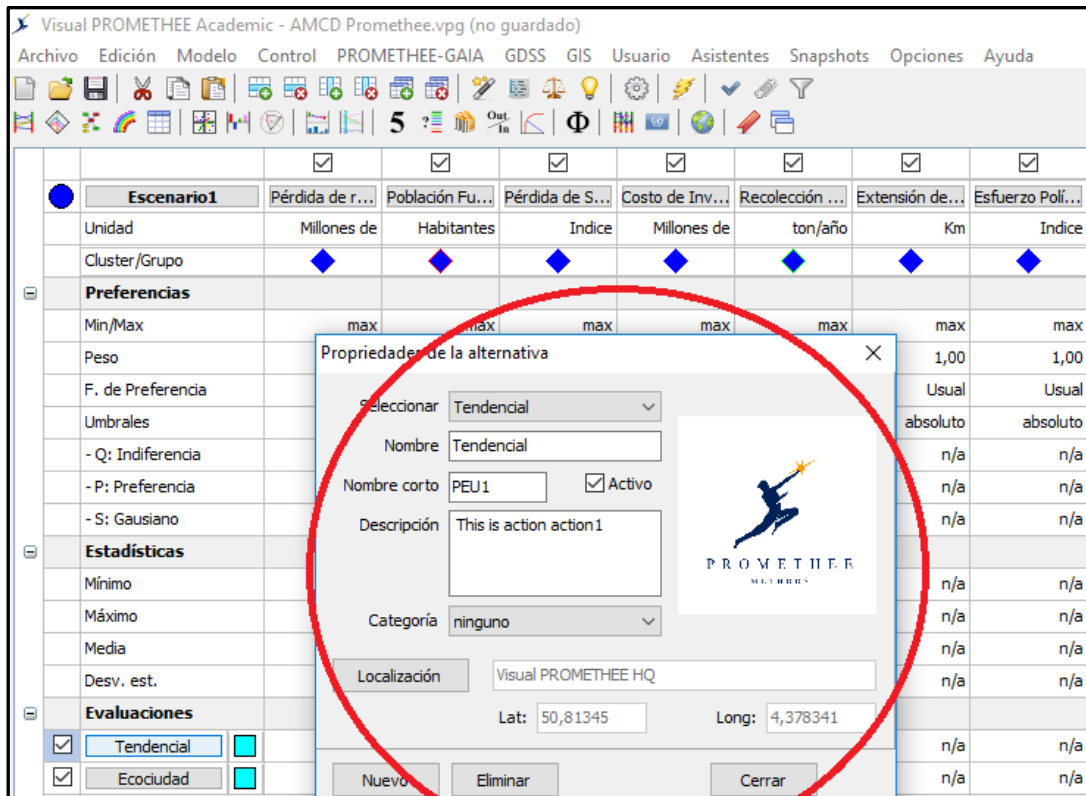 Visual PROMETHEE Academic - AMCD Promethee.vpg (no guardado)
Archivo Edición Modelo Control PROMETHEE-GAIA GDSS GIS Usuario Asistentes Snapshots Opciones Ayuda
5 Out In Φ
Escenario1 Pérdida de r... Población Fu... Pérdida de S... Costo de Inv... Recolección ... Extensión de... Esfuerzo Polí...
Unidad Millones de Habitantes Indice Millones de ton/año Km Indice
Cluster/Grupo
Preferencias
Min/Max max max max max max max max
Peso 1,00 1,00
F. de Preferencia Usual Usual
Umbrales absoluto absoluto
- Q: Indiferencia n/a n/a
- P: Preferencia n/a n/a
- S: Gausiano n/a n/a
Estadísticas
Mínimo n/a n/a
Máximo n/a n/a
Media n/a n/a
Desv. est. n/a n/a
Evaluaciones
Tendencial n/a n/a
Ecociudad n/a n/a
Propriedades de la alternativa
Seleccionar Tendencial
Nombre Tendencial
Nombre corto PEU1 Activo
Descripción This is action action1
PROMETHEE
METHODS
Categoría ninguno
Localización Visual PROMETHEE HQ
Lat: 50,81345 Long: 4,378341
Nuevo Eliminar Cerrar